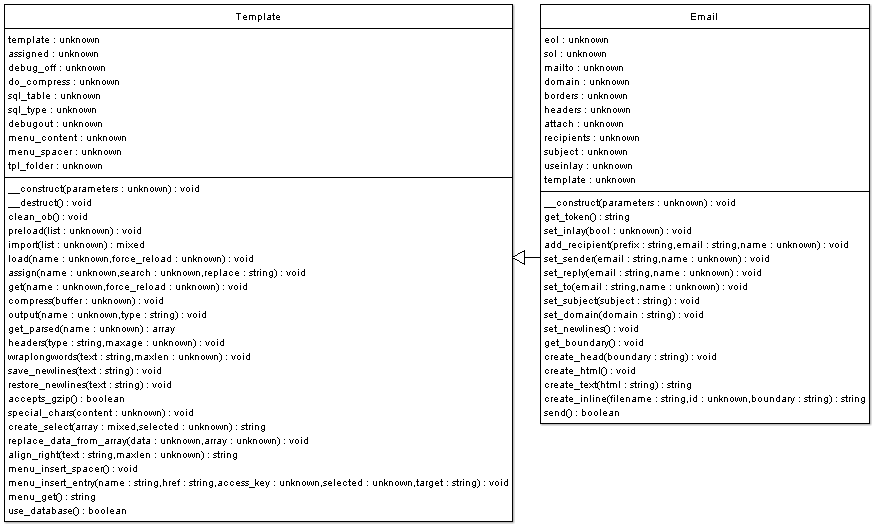 Template
template : unknown
assigned : unknown
debug_off : unknown
do_compress : unknown
sql_table : unknown
sql_type : unknown
debugout : unknown
menu_content : unknown
menu_spacer : unknown
tpl_folder : unknown
__construct(parameters : unknown) : void
__destruct() : void
clean_ob() : void
preload(list : unknown) : void
import(list : unknown) : mixed
load(name : unknown,force_reload : unknown) : void
assign(name : unknown,search : unknown,replace : string) : void
get(name : unknown,force_reload : unknown) : void
compress(buffer : unknown) : void
output(name : unknown,type : string) : void
get_parsed(name : unknown) : array
headers(type : string,maxage : unknown) : void
wraplongwords(text : string,maxlen : unknown) : void
save_newlines(text : string) : void
restore_newlines(text : string) : void
accepts_gzip() : boolean
special_chars(content : unknown) : void
create_select(array : mixed,selected : unknown) : string
replace_data_from_array(data : unknown,array : unknown) : void
align_right(text : string,maxlen : unknown) : string
menu_insert_spacer() : void
menu_insert_entry(name : string,href : string,access_key : unknown,selected : unknown,target : string) : void
menu_get() : string
use_database() : boolean
Email
eol : unknown
sol : unknown
mailto : unknown
domain : unknown
borders : unknown
headers : unknown
attach : unknown
recipients : unknown
subject : unknown
useinlay : unknown
template : unknown
__construct(parameters : unknown) : void
get_token() : string
set_inlay(bool : unknown) : void
add_recipient(prefix : string,email : string,name : unknown) : void
set_sender(email : string,name : unknown) : void
set_reply(email : string,name : unknown) : void
set_to(email : string,name : unknown) : void
set_subject(subject : string) : void
set_domain(domain : string) : void
set_newlines() : void
get_boundary() : void
create_head(boundary : string) : void
create_html() : void
create_text(html : string) : string
create_inline(filename : string,id : unknown,boundary : string) : string
send() : boolean